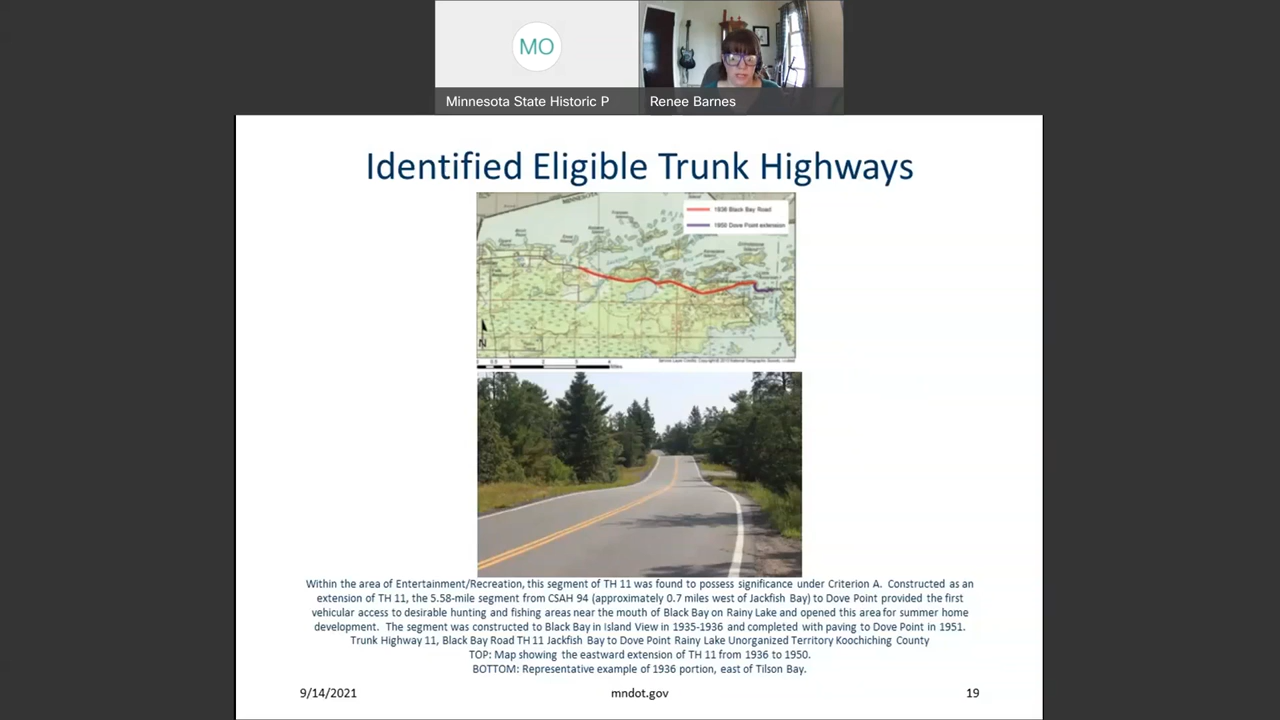 MO
Minnesota State Historic P
Renee Barnes
Identified Eligible Trunk Highways
MINNESOTA
1936 Black Bay Road
1950 Dove Point extension
N
Within the area of Entertainment/Recreation, this segment of TH 11 was found to possess significance under Criterion A. Constructed as an
extension of TH 11, the 5.58-mile segment from CSAH 94 (approximately 0.7 miles west of Jackfish Bay) to Dove Point provided the first
vehicular access to desirable hunting and fishing areas near the mouth of Black Bay on Rainy Lake and opened this area for summer home
development. The segment was constructed to Black Bay in Island View in 1935-1936 and completed with paving to Dove Point in 1951.
Trunk Highway 11, Black Bay Road TH 11 Jackfish Bay to Dove Point Rainy Lake Unorganized Territory Koochiching County
TOP: Map showing the eastward extension of TH 11 from 1936 to 1950.
BOTTOM: Representative example of 1936 portion, east of Tilson Bay.
9/14/2021
mndot.gov
19